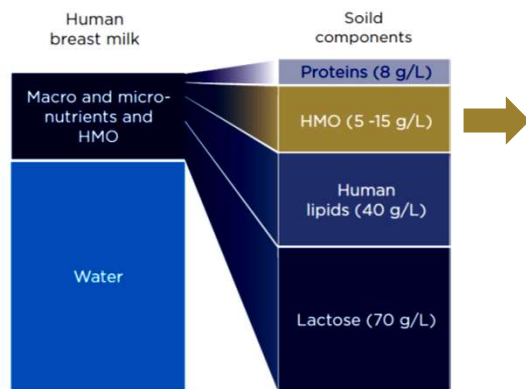 Human
breast milk
Soild
components
Macro and micro-
nutrients and
HMO
Water
Proteins (8 g/L)
HMO (5 -15 g/L)
Human
lipids (40 g/L)
Lactose (70 g/L)